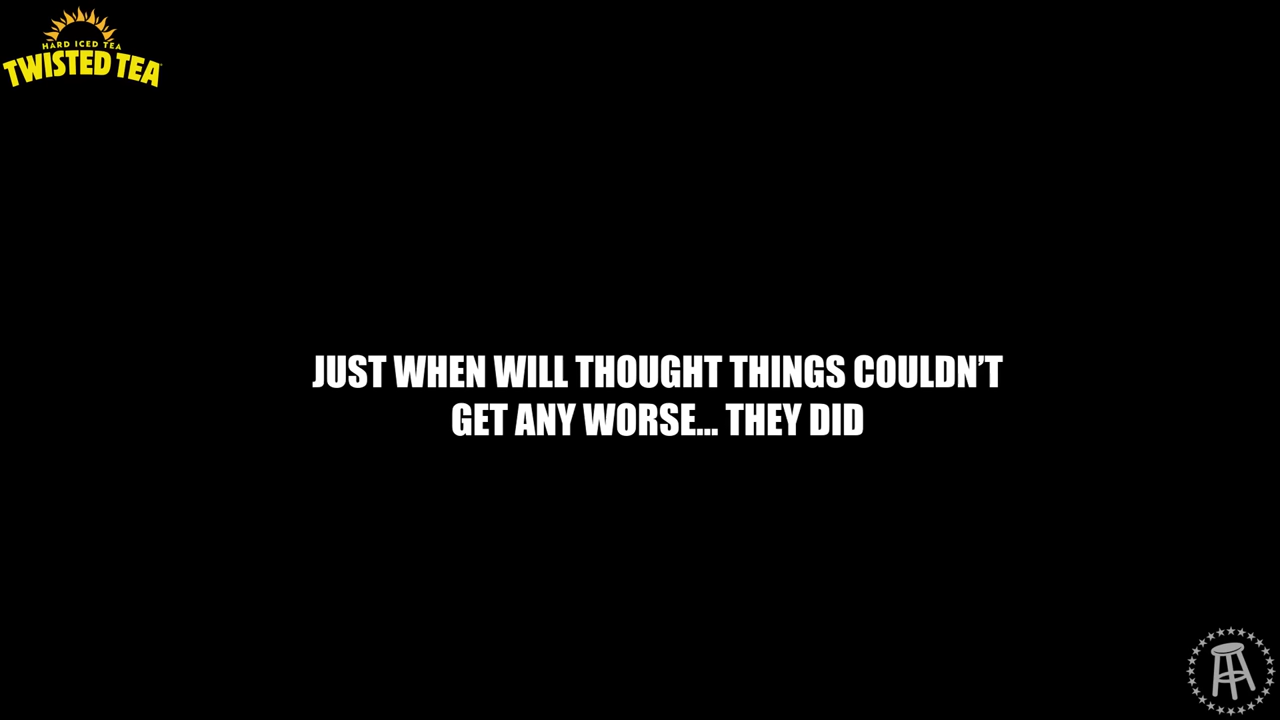 HARD ICED TEA
TWISTED TEA
JUST WHEN WILL THOUGHT THINGS COULDN’T
GET ANY WORSE... THEY DID